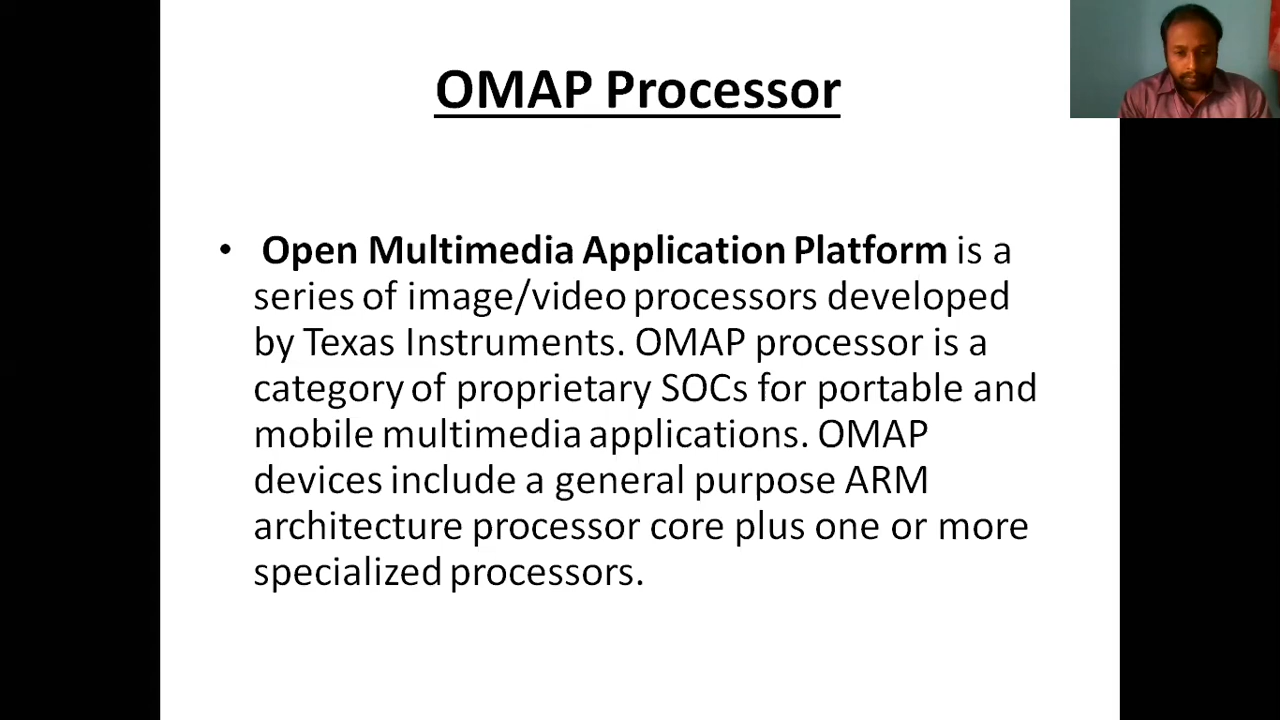 OMAP Processor
• Open Multimedia Application Platform is a
series of image/video processors developed
by Texas Instruments. OMAP processor is a
category of proprietary SOCs for portable and
mobile multimedia applications. OMAP
devices include a general purpose ARM
architecture processor core plus one or more
specialized processors.